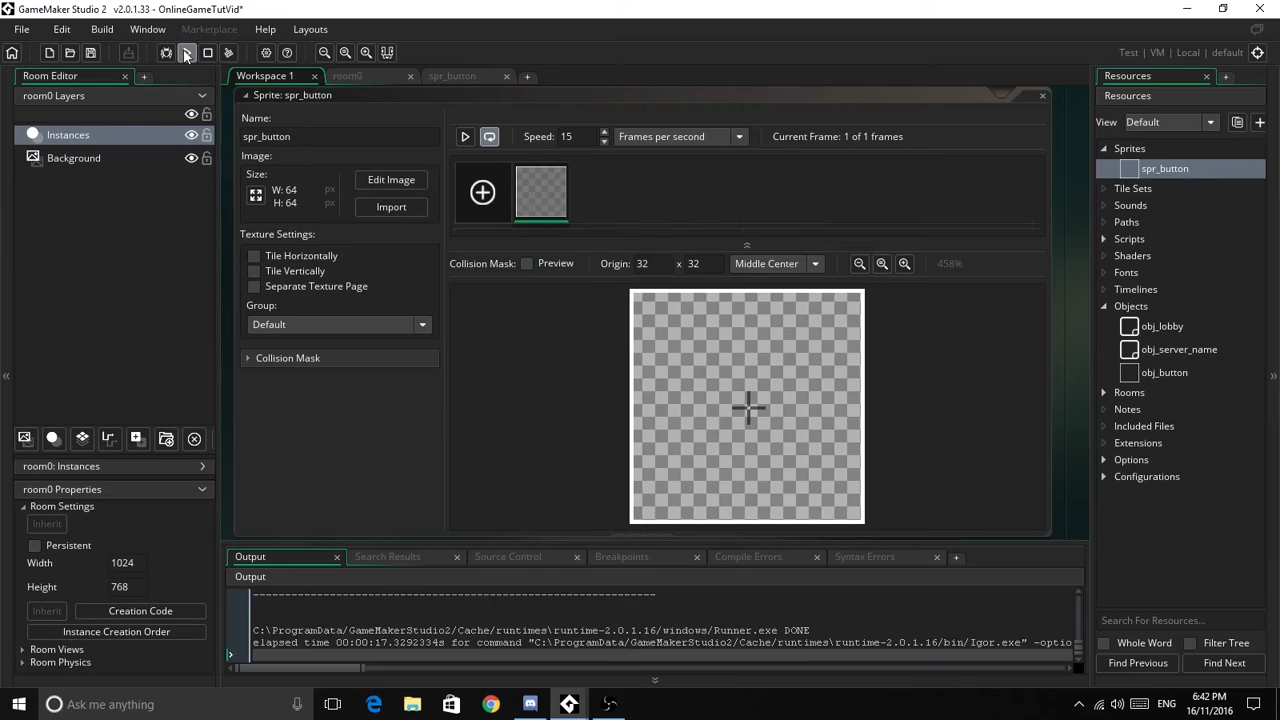 GameMaker Studio 2   v2.0.1.33 - OnlineGameTutVid*
File Edit Build Window Marketplace Help Layouts
Test | VM | Local | default
Room Editor
room0 Layers
Instances
Background
room0: Instances
room0 Properties
Room Settings
Inherit
Persistent
Width 1024
Height 768
Inherit Creation Code
Instance Creation Order
Room Views
Room Physics
Workspace 1 room0 spr_button
Sprite: spr_button
Name:
spr_button
Image:
Size:
W: 64 px
H: 64 px
Edit Image
Import
Texture Settings:
Tile Horizontally
Tile Vertically
Separate Texture Page
Group:
Default
Collision Mask
Speed: 15 Frames per second Current Frame: 1 of 1 frames
Collision Mask: Preview Origin: 32 x 32 Middle Center 458%
Output Search Results Source Control Breakpoints Compile Errors Syntax Errors
Output
C:\ProgramData/GameMakerStudio2/Cache/runtimes\runtime-2.0.1.16/windows/Runner.exe DONE
elapsed time 00:00:17.3292334s for command "C:\ProgramData/GameMakerStudio2/Cache/runtimes\runtime-2.0.1.16/bin/Igor.exe" -optio
Resources
Resources
View Default
Sprites
spr_button
Tile Sets
Sounds
Paths
Scripts
Shaders
Fonts
Timelines
Objects
obj_lobby
obj_server_name
obj_button
Rooms
Notes
Included Files
Extensions
Options
Configurations
Search For...
Whole Word Filter Tree
Find Previous Find Next
Ask me anything
ENG
6:42 PM
16/11/2016